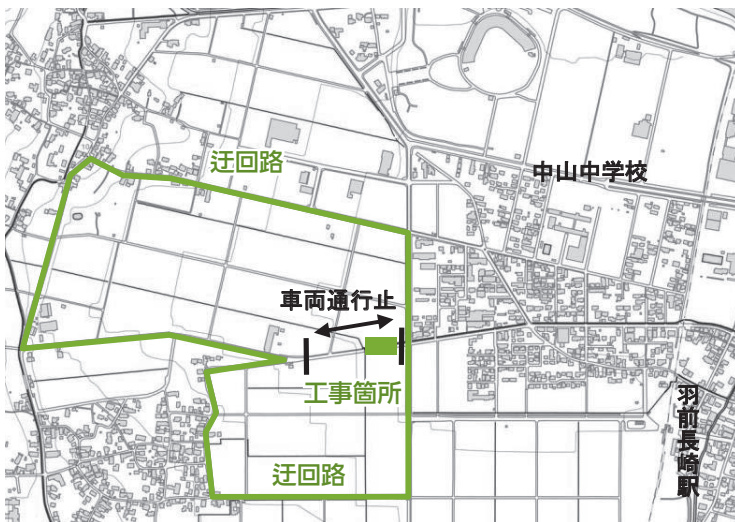 迂回路
中山中学校
車両通行止
工事箇所
羽前長崎駅
迂回路